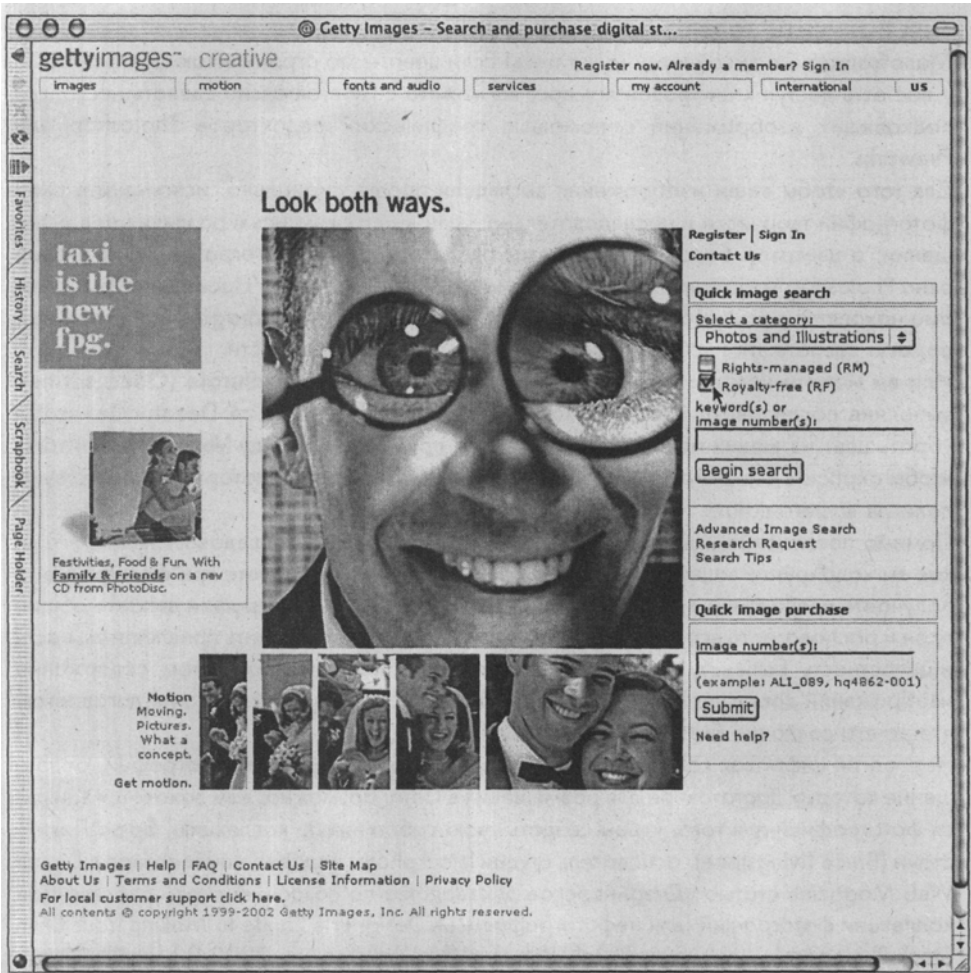 Getty Images – Search and purchase digital st...
gettyimages™ creative
Register now. Already a member? Sign In
images motion fonts and audio services my account international US
Favorites
History
Search
Scrapbook
Page Holder
Look both ways.
taxi
is the
new
fpg.
Festivities, Food & Fun. With
Family & Friends on a new
CD from PhotoDisc.
Register | Sign In
Contact Us
Quick image search
Select a category:
Photos and Illustrations
Rights-managed (RM)
Royalty-free (RF)
keyword(s) or
image number(s):
Begin search
Advanced Image Search
Research Request
Search Tips
Quick image purchase
Image number(s):
(example: ALI_089, hq4862-001)
Submit
Need help?
Motion
Moving.
Pictures.
What a
concept.
Get motion.
Getty Images | Help | FAQ | Contact Us | Site Map
About Us | Terms and Conditions | License Information | Privacy Policy
For local customer support click here.
All contents © copyright 1999-2002 Getty Images, Inc. All rights reserved.